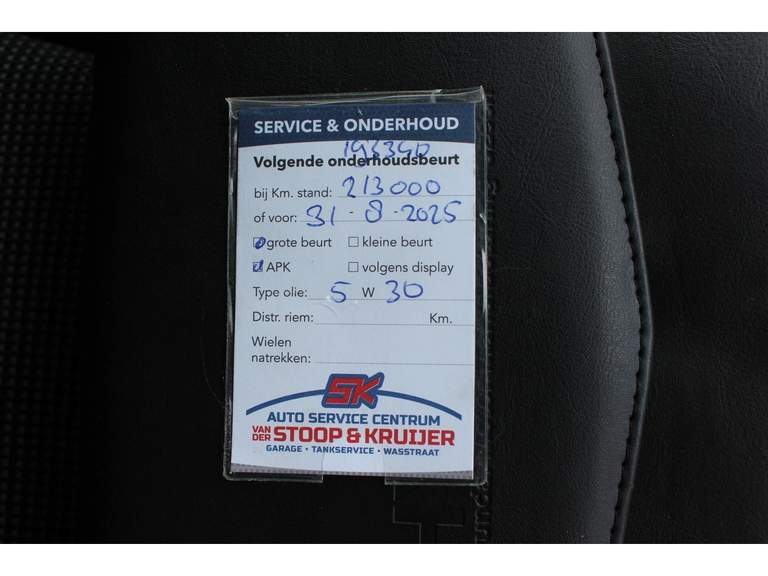 SERVICE & ONDERHOUD
193340
Volgende onderhoudsbeurt
bij Km. stand: 213000
of voor: 31-8-2025
grote beurt kleine beurt
APK volgens display
Type olie: 5 W 30
Distr. riem: Km.
Wielen
natrekken:
SK
AUTO SERVICE CENTRUM
VAN DER STOOP & KRUIJER
GARAGE • TANKSERVICE • WASSTRAAT